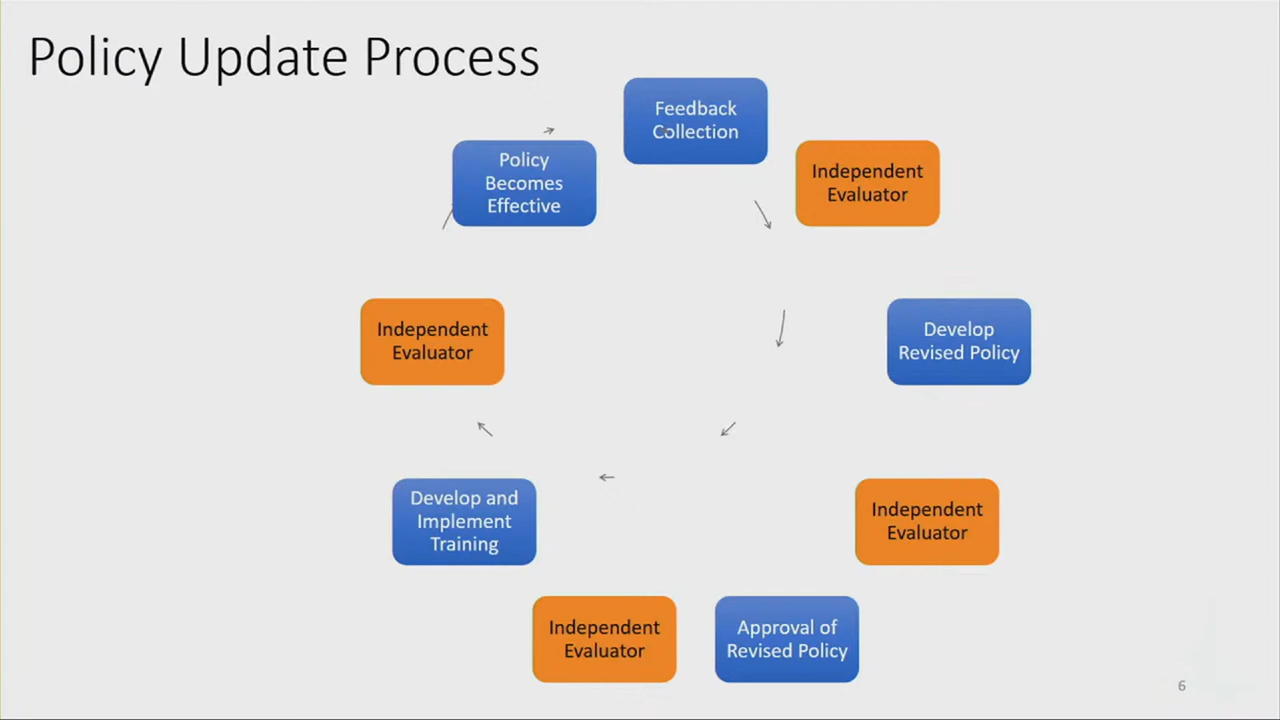 Policy Update Process
Feedback
Collection
Independent
Evaluator
Develop
Revised Policy
Independent
Evaluator
Approval of
Revised Policy
Independent
Evaluator
Develop and
Implement
Training
Independent
Evaluator
Policy
Becomes
Effective
6